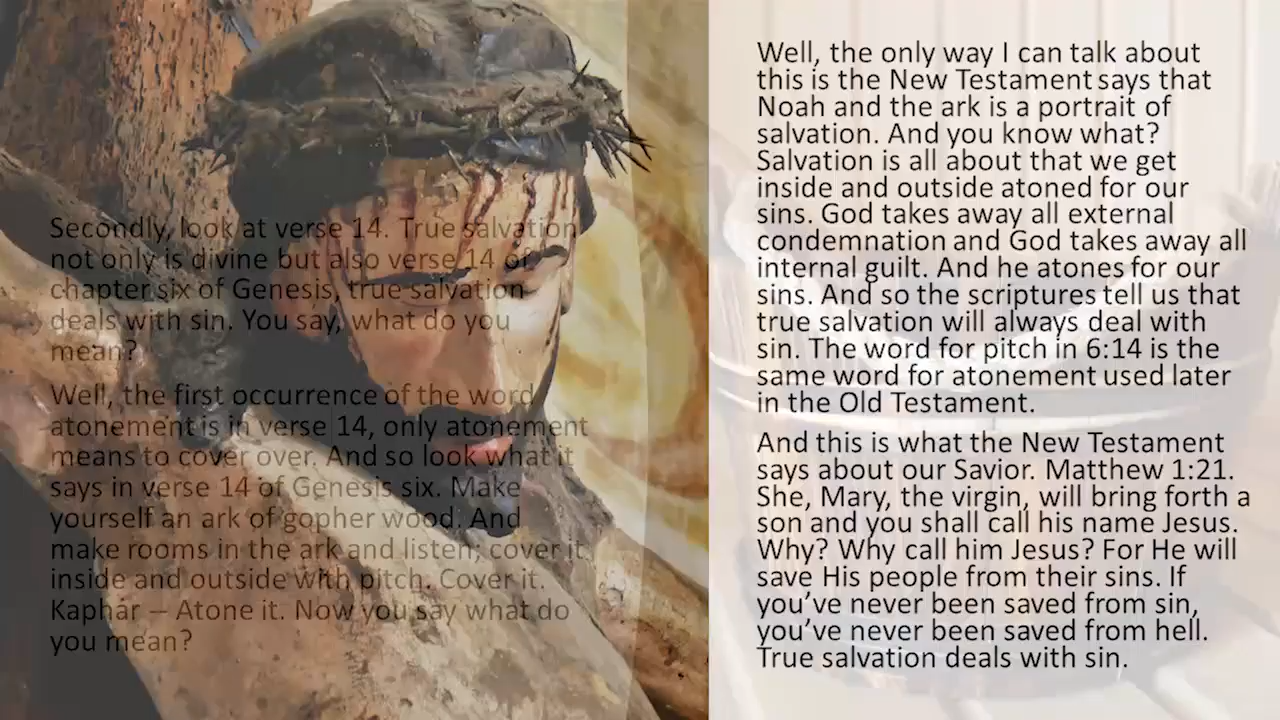 Secondly, look at verse 14. True salvation
not only is divine but also verse 14 of
chapter six of Genesis, true salvation
deals with sin. You say, what do you
mean?
Well, the first occurrence of the word
atonement is in verse 14, only atonement
means to cover over. And so look what it
says in verse 14 of Genesis six. Make
yourself an ark of gopher wood. And
make rooms in the ark and listen; cover it
inside and outside with pitch. Cover it.
Kaphár – Atone it. Now you say what do
you mean?
Well, the only way I can talk about
this is the New Testament says that
Noah and the ark is a portrait of
salvation. And you know what?
Salvation is all about that we get
inside and outside atoned for our
sins. God takes away all external
condemnation and God takes away all
internal guilt. And he atones for our
sins. And so the scriptures tell us that
true salvation will always deal with
sin. The word for pitch in 6:14 is the
same word for atonement used later
in the Old Testament.
And this is what the New Testament
says about our Savior. Matthew 1:21.
She, Mary, the virgin, will bring forth a
son and you shall call his name Jesus.
Why? Why call him Jesus? For He will
save His people from their sins. If
you’ve never been saved from sin,
you’ve never been saved from hell.
True salvation deals with sin.